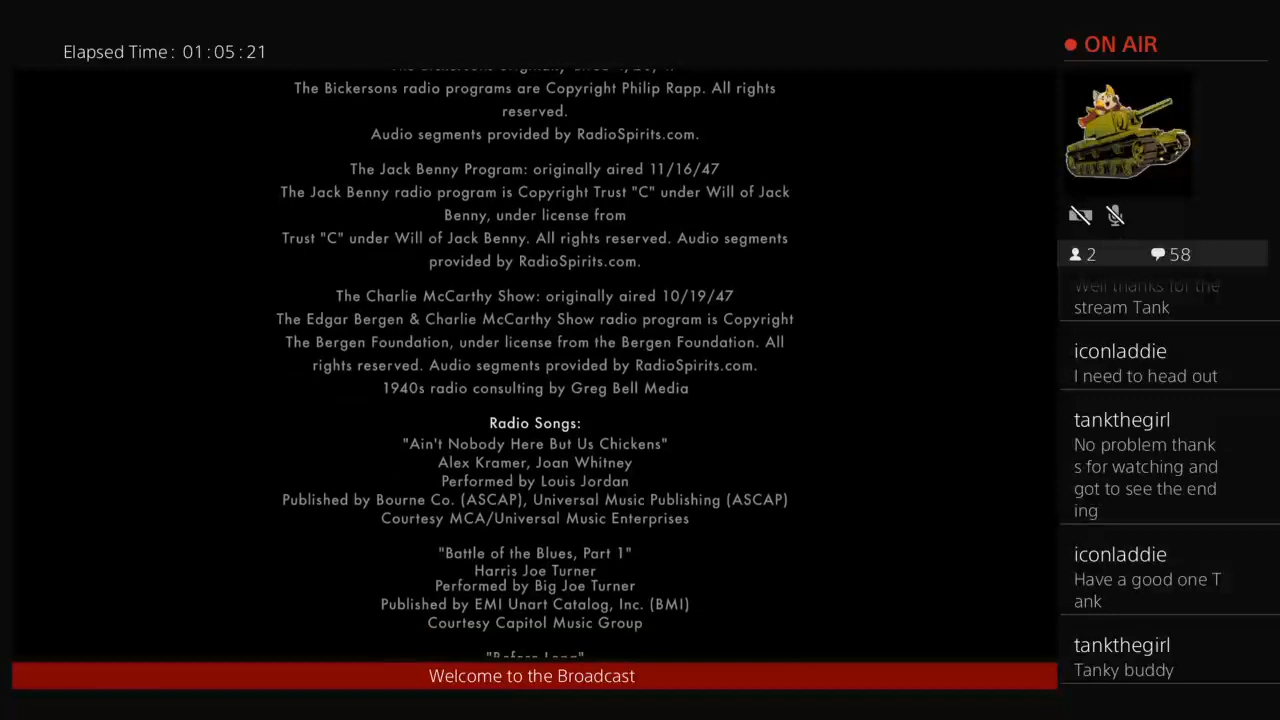 Elapsed Time: 01:05:21
The Bickersons radio programs are Copyright Philip Rapp. All rights
reserved.
Audio segments provided by RadioSpirits.com.
The Jack Benny Program: originally aired 11/16/47
The Jack Benny radio program is Copyright Trust "C" under Will of Jack
Benny, under license from
Trust "C" under Will of Jack Benny. All rights reserved. Audio segments
provided by RadioSpirits.com.
The Charlie McCarthy Show: originally aired 10/19/47
The Edgar Bergen & Charlie McCarthy Show radio program is Copyright
The Bergen Foundation, under license from the Bergen Foundation. All
rights reserved. Audio segments provided by RadioSpirits.com.
1940s radio consulting by Greg Bell Media
Radio Songs:
"Ain't Nobody Here But Us Chickens"
Alex Kramer, Joan Whitney
Performed by Louis Jordan
Published by Bourne Co. (ASCAP), Universal Music Publishing (ASCAP)
Courtesy MCA/Universal Music Enterprises
"Battle of the Blues, Part 1"
Harris Joe Turner
Performed by Big Joe Turner
Published by EMI Unart Catalog, Inc. (BMI)
Courtesy Capitol Music Group
"Before Long"
Welcome to the Broadcast
ON AIR
2 58
Well thanks for the
stream Tank
iconladdie
I need to head out
tankthegirl
No problem thank
s for watching and
got to see the end
ing
iconladdie
Have a good one T
ank
tankthegirl
Tanky buddy